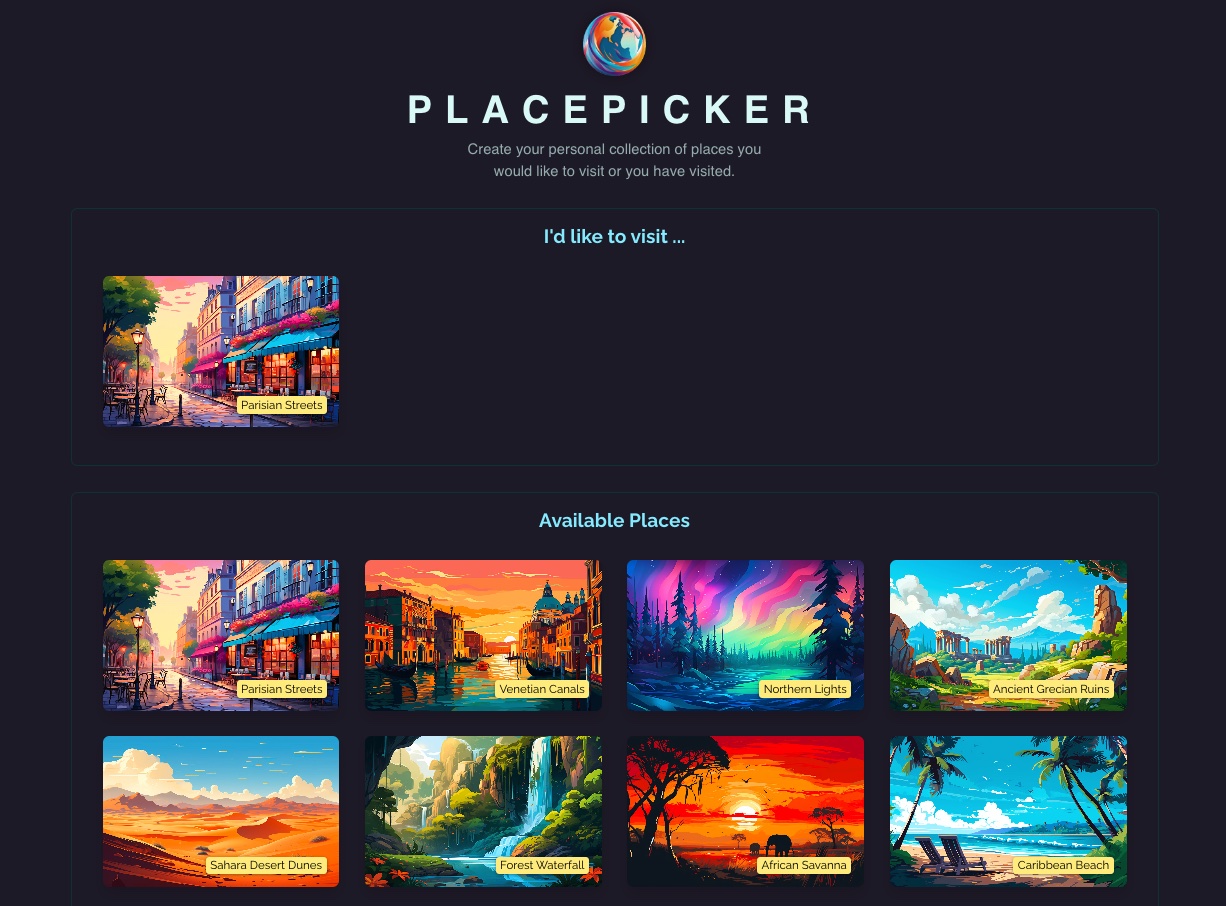 PLACEPICKER
Create your personal collection of places you
would like to visit or you have visited.
I'd like to visit ...
Parisian Streets
Available Places
Parisian Streets
Venetian Canals
Northern Lights
Ancient Grecian Ruins
Sahara Desert Dunes
Forest Waterfall
African Savanna
Caribbean Beach